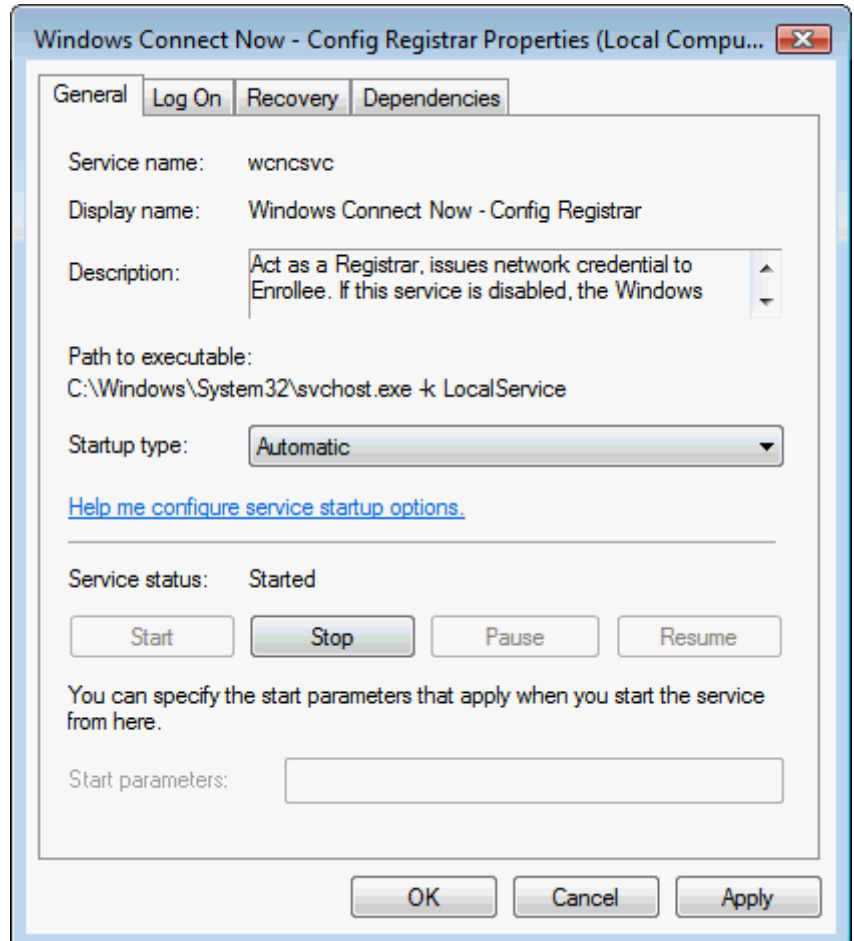 Windows Connect Now - Config Registrar Properties (Local Compu...
General Log On Recovery Dependencies
Service name: wcncsvc
Display name: Windows Connect Now - Config Registrar
Description: Act as a Registrar, issues network credential to
Enrollee. If this service is disabled, the Windows
Path to executable:
C:\Windows\System32\svchost.exe -k LocalService
Startup type: Automatic
Help me configure service startup options.
Service status: Started
Start Stop Pause Resume
You can specify the start parameters that apply when you start the service
from here.
Start parameters:
OK Cancel Apply